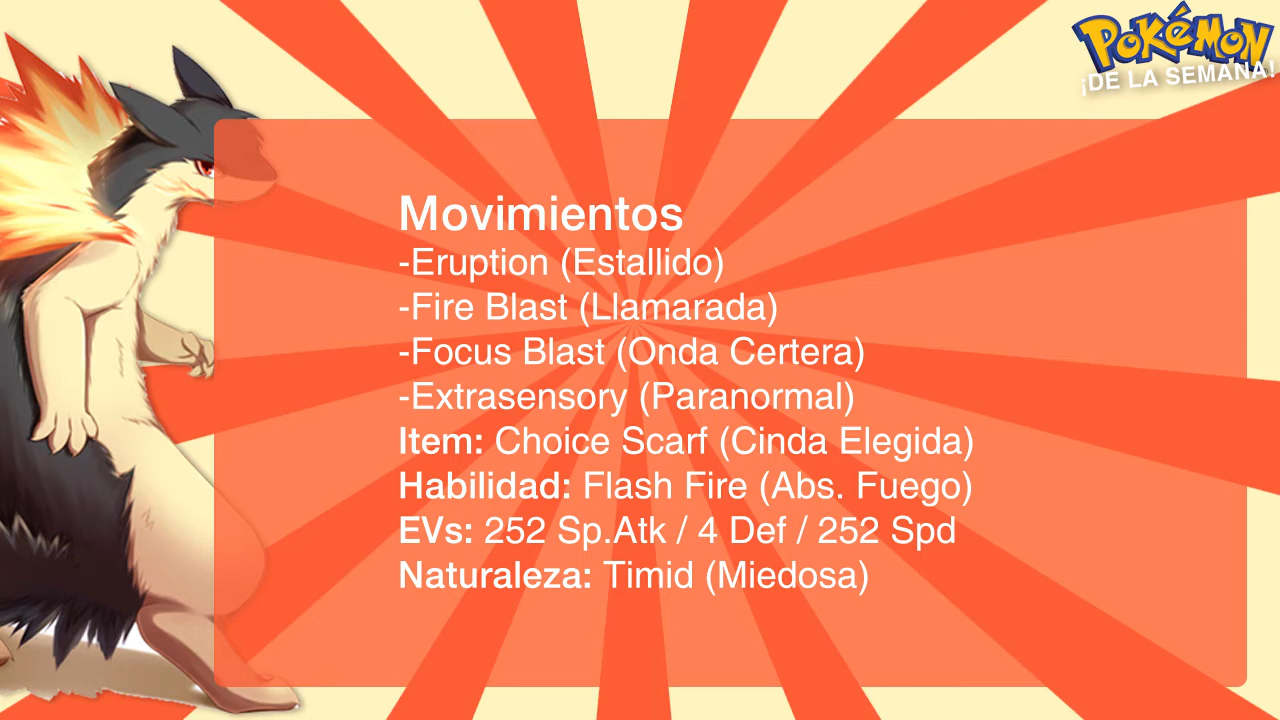 POKéMON
¡DE LA SEMANA!
Movimientos
-Eruption (Estallido)
-Fire Blast (Llamarada)
-Focus Blast (Onda Certera)
-Extrasensory (Paranormal)
Item: Choice Scarf (Cinda Elegida)
Habilidad: Flash Fire (Abs. Fuego)
EVs: 252 Sp.Atk / 4 Def / 252 Spd
Naturaleza: Timid (Miedosa)